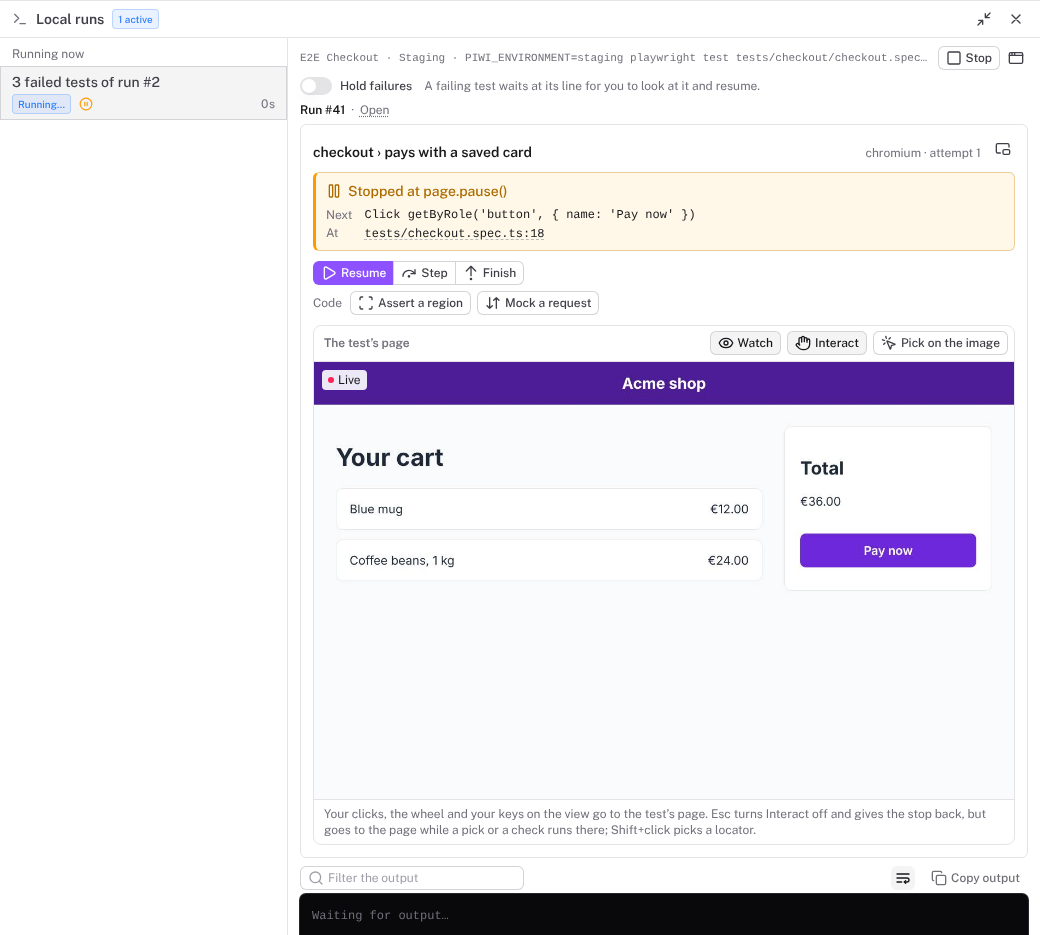 Local runs
1 active
Running now
3 failed tests of run #2
Running…
0s
E2E Checkout · Staging · PIWI_ENVIRONMENT=staging playwright test tests/checkout/checkout.spec…
Stop
Hold failures
A failing test waits at its line for you to look at it and resume.
Run #41 · Open
checkout › pays with a saved card
chromium · attempt 1
Stopped at page.pause()
Next Click getByRole('button', { name: 'Pay now' })
At tests/checkout.spec.ts:18
Resume
Step
Finish
Code
Assert a region
Mock a request
The test's page
Watch
Interact
Pick on the image
Live
Acme shop
Your cart
Blue mug €12.00
Coffee beans, 1 kg €24.00
Total
€36.00
Pay now
Your clicks, the wheel and your keys on the view go to the test's page. Esc turns Interact off and gives the stop back, but
goes to the page while a pick or a check runs there; Shift+click picks a locator.
Filter the output
Copy output
Waiting for output…